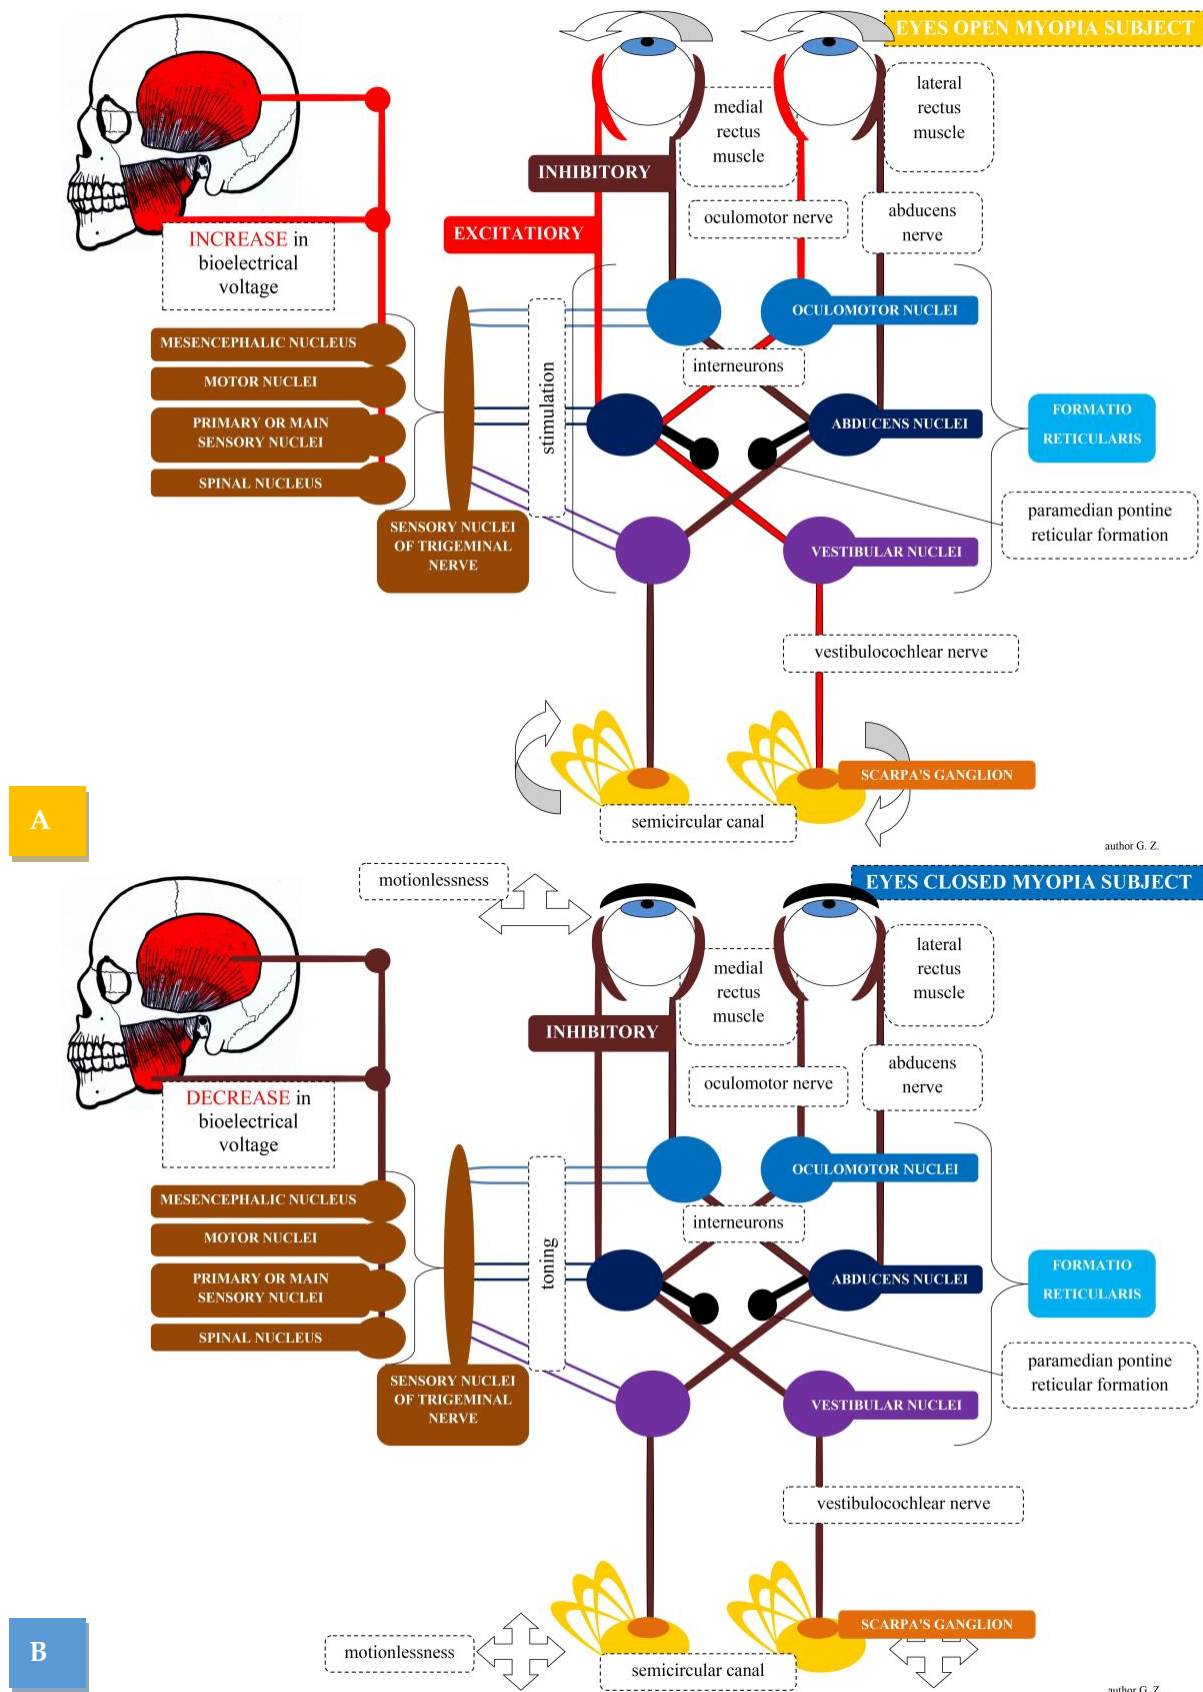 EYES OPEN MYOPIA SUBJECT
medial
rectus
muscle
lateral
rectus
muscle
INHIBITORY
EXCITATIORY
oculomotor nerve
abducens
nerve
INCREASE in
bioelectrical
voltage
OCULOMOTOR NUCLEI
MESENCEPHALIC NUCLEUS
MOTOR NUCLEI
PRIMARY OR MAIN
SENSORY NUCLEI
SPINAL NUCLEUS
stimulation
interneurons
ABDUCENS NUCLEI
FORMATIO
RETICULARIS
SENSORY NUCLEI
OF TRIGEMINAL
NERVE
paramedian pontine
reticular formation
VESTIBULAR NUCLEI
vestibulocochlear nerve
SCARPA'S GANGLION
semicircular canal
A
author G. Z.
motionlessness
EYES CLOSED MYOPIA SUBJECT
medial
rectus
muscle
lateral
rectus
muscle
INHIBITORY
oculomotor nerve
abducens
nerve
DECREASE in
bioelectrical
voltage
OCULOMOTOR NUCLEI
MESENCEPHALIC NUCLEUS
MOTOR NUCLEI
PRIMARY OR MAIN
SENSORY NUCLEI
SPINAL NUCLEUS
toning
interneurons
ABDUCENS NUCLEI
FORMATIO
RETICULARIS
SENSORY NUCLEI
OF TRIGEMINAL
NERVE
paramedian pontine
reticular formation
VESTIBULAR NUCLEI
vestibulocochlear nerve
SCARPA'S GANGLION
motionlessness
semicircular canal
B
author G. Z.